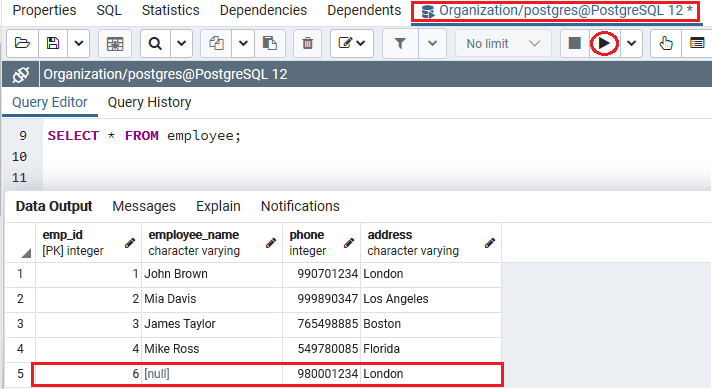 Properties SQL Statistics Dependencies Dependents Organization/postgres@PostgreSQL 12 *
No limit
Organization/postgres@PostgreSQL 12
Query Editor Query History
9 SELECT * FROM employee;
10
11
Data Output Messages Explain Notifications
emp_id employee_name phone address
[PK] integer character varying integer character varying
1 1 John Brown 990701234 London
2 2 Mia Davis 999890347 Los Angeles
3 3 James Taylor 765498885 Boston
4 4 Mike Ross 549780085 Florida
5 6 [null] 980001234 London